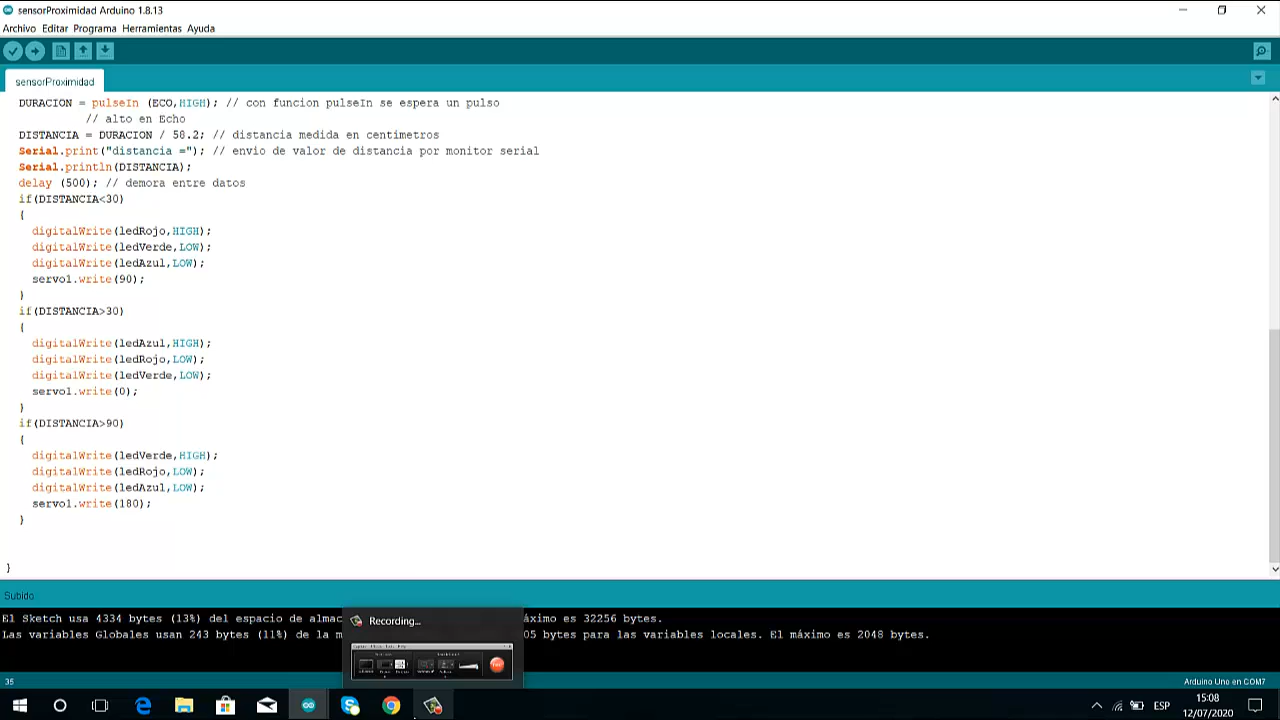 sensorProximidad Arduino 1.8.13
Archivo Editar Programa Herramientas Ayuda
sensorProximidad
DURACION = pulseIn (ECO,HIGH); // con funcion pulseIn se espera un pulso
// alto en Echo
DISTANCIA = DURACION / 58.2; // distancia medida en centimetros
Serial.print("distancia ="); // envio de valor de distancia por monitor serial
Serial.println(DISTANCIA);
delay (500); // demora entre datos
if(DISTANCIA<30)
{
digitalWrite(ledRojo,HIGH);
digitalWrite(ledVerde,LOW);
digitalWrite(ledAzul,LOW);
servo1.write(90);
}
if(DISTANCIA>30)
{
digitalWrite(ledAzul,HIGH);
digitalWrite(ledRojo,LOW);
digitalWrite(ledVerde,LOW);
servo1.write(0);
}
if(DISTANCIA>90)
{
digitalWrite(ledVerde,HIGH);
digitalWrite(ledRojo,LOW);
digitalWrite(ledAzul,LOW);
servo1.write(180);
}
}
Subido
El Sketch usa 4334 bytes (13%) del espacio de almac áximo es 32256 bytes.
Recording...
Las variables Globales usan 243 bytes (11%) de la m 05 bytes para las variables locales. El máximo es 2048 bytes.
35
Arduino Uno en COM7
ESP
15:08
12/07/2020